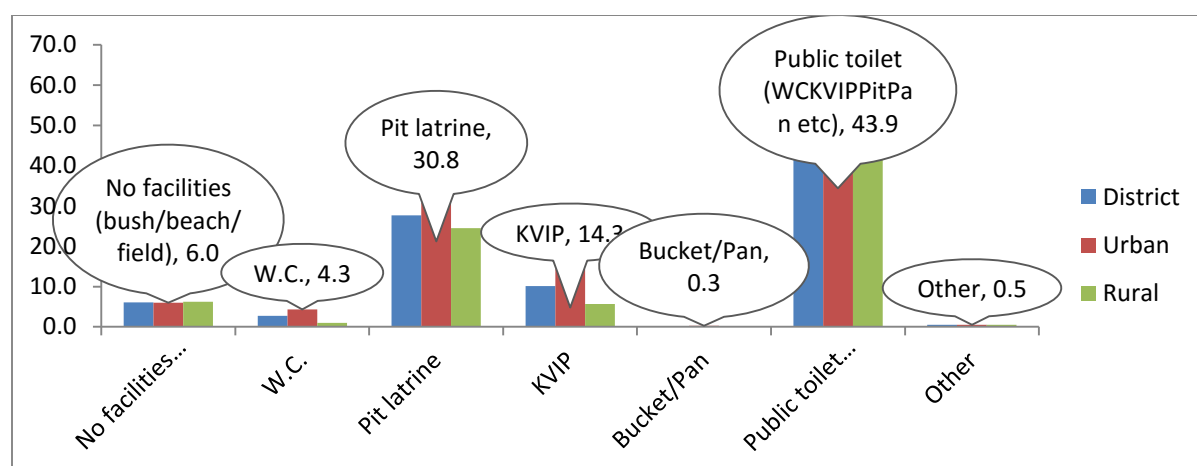 70.0
60.0
50.0
40.0
30.0
20.0
10.0
0.0
No facilities
(bush/beach/
field), 6.0
W.C., 4.3
Pit latrine,
30.8
KVIP, 14.3
Bucket/Pan,
0.3
Public toilet
(WCKVIPPitPa
n etc), 43.9
Other, 0.5
District
Urban
Rural
No facilities...
W.C.
Pit latrine
KVIP
Bucket/Pan
Public toilet...
Other